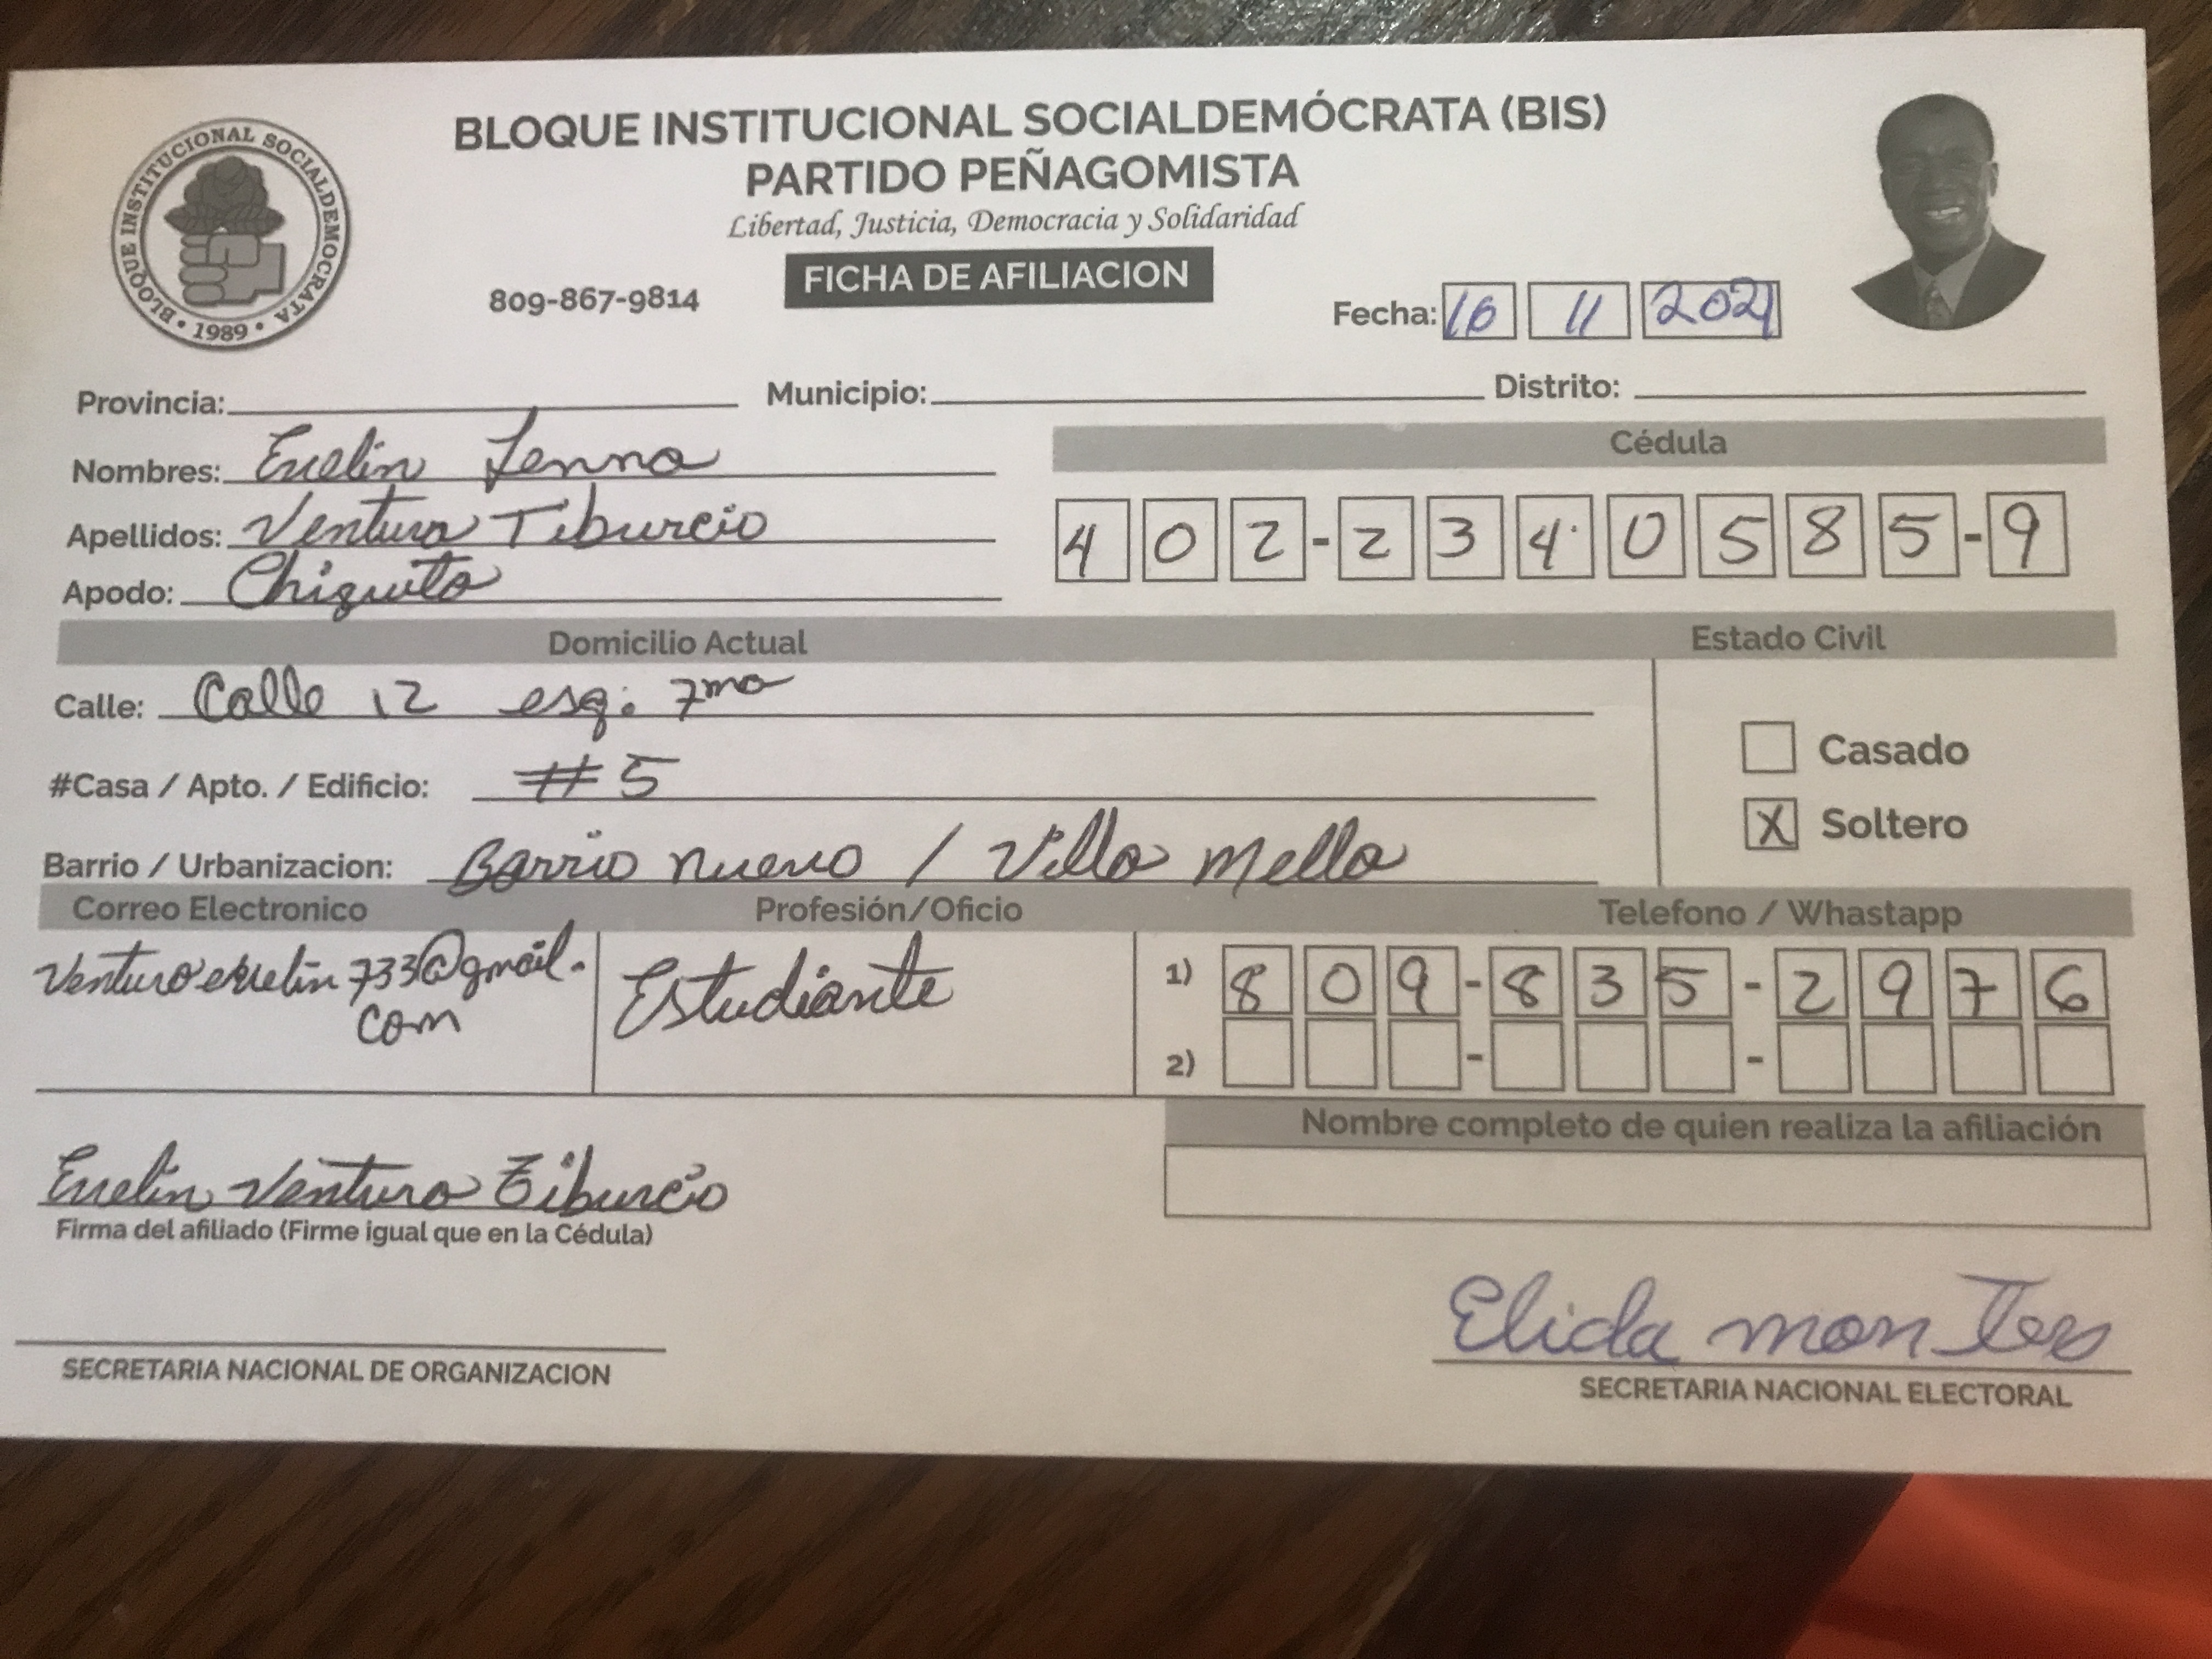 BLOQUE INSTITUCIONAL SOCIALDEMÓCRATA (BIS)
PARTIDO PEÑAGOMISTA
Libertad, Justicia, Democracia y Solidaridad
BLOQUE INSTITUCIONAL SOCIALDEMOCRATA • 1989 •
809-867-9814
FICHA DE AFILIACION
Fecha: 16 11 2021
Provincia: Municipio: Distrito:
Nombres: Evelin Jenna
Cédula
Apellidos: Ventura Tiburcio
402-2340585-9
Apodo: Chiquita
Domicilio Actual Estado Civil
Calle: Calle 12 esq. 7ma
Casado
#Casa / Apto. / Edificio: #5
X Soltero
Barrio / Urbanizacion: Barrio nuevo / Villa Mella
Correo Electronico Profesión/Oficio Telefono / Whastapp
Venturaevelin733@gmail.
com
Estudiante
1) 809-835-2976
2) - -
Nombre completo de quien realiza la afiliación
Evelin Ventura Tiburcio
Firma del afiliado (Firme igual que en la Cédula)
Elida montes
SECRETARIA NACIONAL DE ORGANIZACION
SECRETARIA NACIONAL ELECTORAL